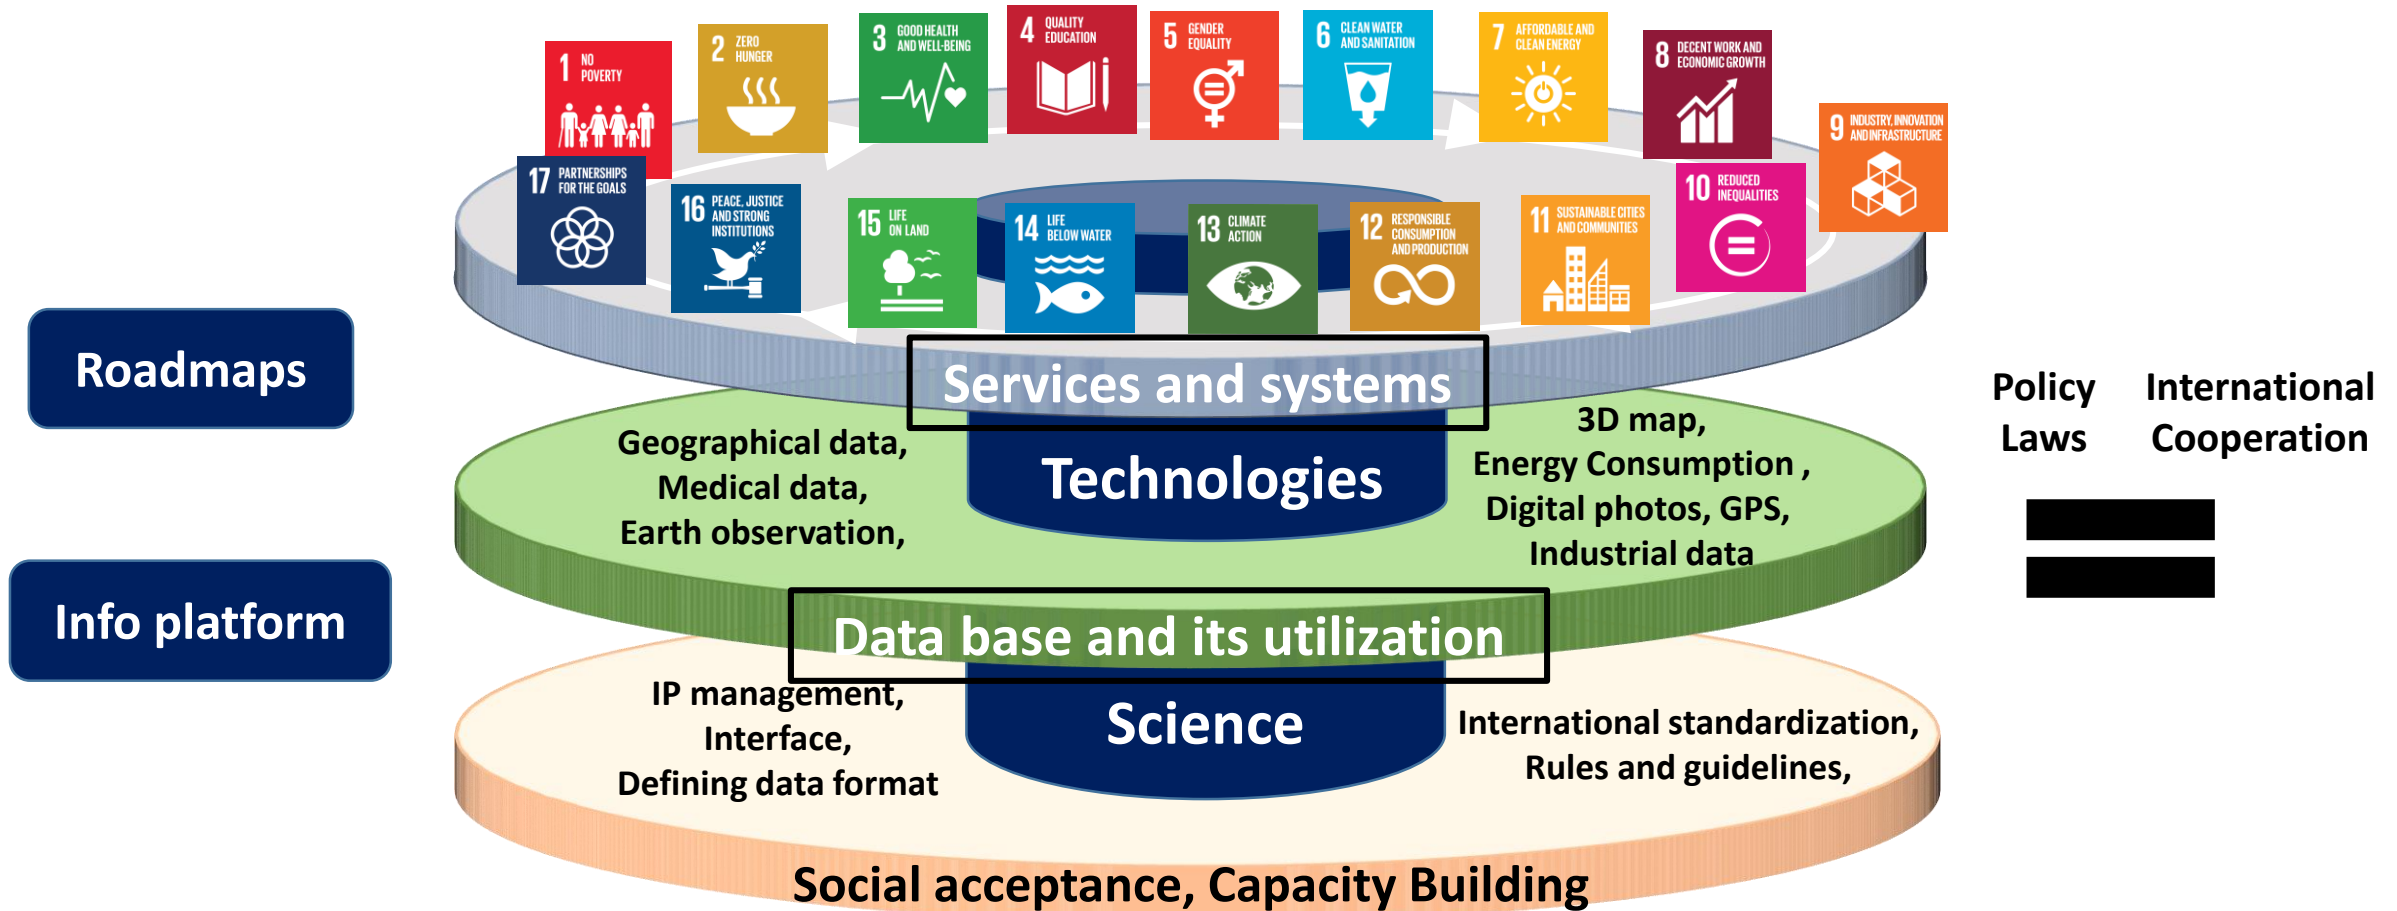 1 NO
POVERTY
2 ZERO
HUNGER
3 GOOD HEALTH
AND WELL-BEING
4 QUALITY
EDUCATION
5 GENDER
EQUALITY
6 CLEAN WATER
AND SANITATION
7 AFFORDABLE AND
CLEAN ENERGY
8 DECENT WORK AND
ECONOMIC GROWTH
9 INDUSTRY, INNOVATION
AND INFRASTRUCTURE
17 PARTNERSHIPS
FOR THE GOALS
16 PEACE, JUSTICE
AND STRONG
INSTITUTIONS
15 LIFE
ON LAND
14 LIFE
BELOW WATER
13 CLIMATE
ACTION
12 RESPONSIBLE
CONSUMPTION
AND PRODUCTION
11 SUSTAINABLE CITIES
AND COMMUNITIES
10 REDUCED
INEQUALITIES
Roadmaps
Services and systems
Policy
Laws
International
Cooperation
Geographical data,
Medical data,
Earth observation,
Technologies
3D map,
Energy Consumption ,
Digital photos, GPS,
Industrial data
Info platform
Data base and its utilization
IP management,
Interface,
Defining data format
Science
International standardization,
Rules and guidelines,
Social acceptance, Capacity Building